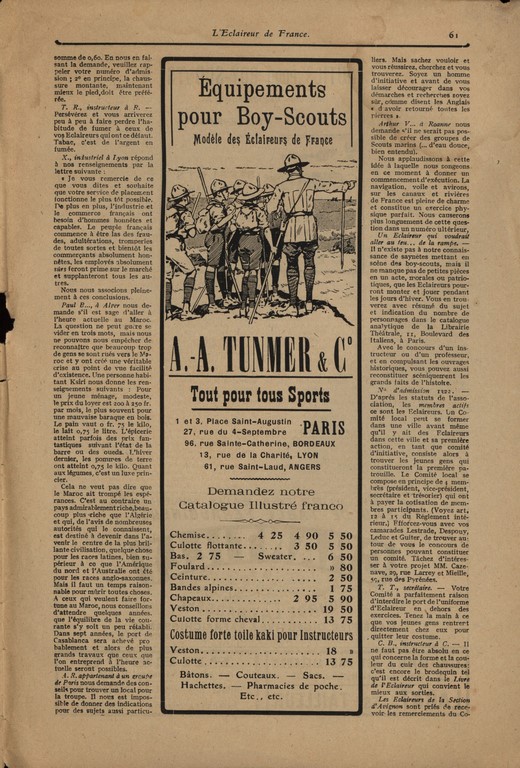 L'Eclaireur de France.
61
somme de 0,60. En nous en fai-
sant la demande, veuillez rap-
peler votre numéro d'admis-
sion ; 2° en principe, la chaus-
sure montante, maintenant
mieux le pied, doit être préfé-
rée.
T. R., instructeur à R. —
Persévérez et vous arriverez
peu à peu à faire perdre l'ha-
bitude de fumer à ceux de
vos Eclaireurs qui ont ce défaut.
Tabac, c'est de l'argent en
fumée.
X., industriel à Lyon répond
à nos renseignements par la
lettre suivante :
« Je vous remercie de ce
que vous dites et souhaite
que votre service de placement
fonctionne le plus tôt possible.
De plus en plus, l'industrie et
le commerce français ont
besoin d'hommes honnêtes et
capables. Le peuple français
commence à être las des frau-
des, adultérations, tromperies
de toutes sortes et bientôt les
commerçants absolument hon-
nêtes, les employés absolument
sûrs feront prime sur le marché
et supplanteront tous les au-
tres.
Nous nous associons pleine-
ment à ces conclusions.
Paul B..., à Alger nous de-
mande s'il est sage d'aller à
l'heure actuelle au Maroc.
La question ne peut guère se
vider en trois mots, mais nous
ne pouvons nous empêcher de
reconnaître que beaucoup trop
de gens se sont rués vers le Ma-
roc et y ont créé une véritable
crise au point de vue facilité
d'existence. Une personne habi-
tant Ksiri nous donne les ren-
seignements suivants : Pour
un jeune ménage, modeste,
le prix du loyer est 200 à 250 fr.
par mois, le plus souvent pour
une mauvaise baraque en bois.
Le pain vaut 0 fr. 75 le kilo,
le lait 0,75 le litre. L'épicerie
atteint parfois des prix fan-
tastiques suivant l'état de la
barre ou des oueds. L'hiver
dernier, les pommes de terre
ont atteint 0,75 le kilo. Quant
aux légumes, c'est un luxe prin-
cier.
Cela ne veut pas dire que
le Maroc ait trompé les espé-
rances. C'est au contraire un
pays admirablement riche, beau-
coup plus riche que l'Algérie
et qui, de l'avis de nombreuses
autorités qui le connaissent,
est destiné à devenir dans l'a-
venir le centre de la plus bril-
lante civilisation, quelque chose
pour les races latines, bien su-
périeur à ce que l'Amérique
du nord et l'Australie ont été
pour les races anglo-saxonnes.
Mais il faut un temps raison-
nable pour mûrir toutes choses.
A ceux qui veulent faire for-
tune au Maroc, nous conseillons
d'attendre quelques années,
que l'équilibre de la vie cou-
rante s'y soit un peu rétabli.
Dans sept années, le port de
Casablanca sera achevé pro-
bablement et alors de plus
grands travaux que ceux que
l'on entreprend à l'heure ac-
tuelle seront possibles.
A. R. appartenant à un groupe
de Paris nous demande des con-
seils pour trouver un local pour
la troupe. Il nous est impos-
sible de donner des indications
pour des sujets aussi particu-
Equipements
pour Boy-Scouts
Modèle des Eclaireurs de France
A.-A. TUNMER & Co
Tout pour tous Sports
1 et 3, Place Saint-Augustin
27, rue du 4-Septembre
PARIS
96, rue Sainte-Catherine, BORDEAUX
13, rue de la Charité, LYON
61, rue Saint-Laud, ANGERS
Demandez notre
Catalogue Illustré franco
Chemise....... 4 25 4 90 5 50
Culotte flottante...... 3 50 5 50
Bas, 2 75 — Sweater... .. 6 50
Foulard .............. » 80
Ceinture.............. 2 50
Bandes alpines........ 1 75
Chapeaux........ 2 95 5 90
Veston .............. 19 50
Culotte forme cheval..... 13 75
Costume forte toile kaki pour Instructeurs
Veston.............. 18 »
Culotte .............. 13 75
Bâtons. — Couteaux. — Sacs. —
Hachettes. — Pharmacies de poche.
Etc., etc.
liers. Mais sachez vouloir et
vous réussirez, cherchez et vous
trouverez. Soyez un homme
d'initiative et avant de vous
laisser décourager dans vos
démarches et recherches soyez
sûr, comme disent les Anglais
« d'avoir retourné toutes les
pierres ».
Arthur V... à Roanne nous
demande « s'il ne serait pas pos-
sible de créer des groupes de
Scouts marins (... d'eau douce,
bien entendu).
Nous applaudissons à cette
idée à laquelle nous songeons
en ce moment à donner un
commencement d'exécution. La
navigation, voile et avirons,
sur les canaux et rivières
de France est pleine de charme
et constitue un exercice phy-
sique parfait. Nous causerons
plus longuement de cette ques-
tion dans un numéro ultérieur.
Un Eclaireur qui voudrait
aller au feu... de la rampe. —
Il n'existe pas à notre connais-
sance de saynètes mettant en
scène des boy-scouts, mais il
ne manque pas de petites pièces
en un acte, morales ou patrio-
tiques, que les Eclaireurs pour-
ront monter et jouer pendant
les jours d'hiver. Vous en trou-
verez avec résumé du sujet
et indication du nombre de
personnages dans le catalogue
analytique de la Librairie
Théâtrale, 11, Boulevard des
Italiens, à Paris.
Avec le concours d'un ins-
tructeur ou d'un professeur,
et en compulsant les ouvrages
historiques, vous pouvez aussi
reconstituer scéniquement les
grands faits de l'histoire.
N° d'admission 1121. —
D'après les statuts de l'asso-
ciation, les membres actifs
ce sont les Eclaireurs. Un Co-
mité local peut se former
dans une ville avant même
qu'il y ait des Eclaireurs
dans cette ville et sa première
action, en tant que comité
d'initiative, consiste alors à
trouver les jeunes gens qui
constitueront la première pa-
trouille. Le Comité local se
compose en principe de 4 mem-
bres (président, vice-président,
secrétaire et trésorier) qui ont
à payer la cotisation de mem-
bres participants. (Voyez art.
12 à 15 du Règlement inté-
rieur.) Efforcez-vous avec vos
camarades Lestrade, Despouy,
Leduc et Guiter, de trouver au-
tour de vous le concours de
personnes pouvant constituer
un comité. Tâchez d'intéres-
ser à votre projet MM. Caze-
nave, 29, rue Larrey et Mieille,
rue des Pyrénées.
E. T., secrétaire. — Votre
Comité a parfaitement raison
d'interdire le port de l'uniforme
d'Eclaireur en dehors des
exercices. Tenez la main à ce
que vos jeunes gens rentrent
directement chez eux pour
quitter leur costume.
C. R., instructeur à C. — Il
ne faut pas être absolu en ce
qui concerne la forme et la cou-
leur du cuir des chaussures:
c'est encore le brodequin tel
qu'il est décrit dans le Livre
de l'Eclaireur qui convient le
mieux aux sorties.
Les Eclaireurs de la Section
d'Avignon sont priés de rece-
voir les remerciements du Co-